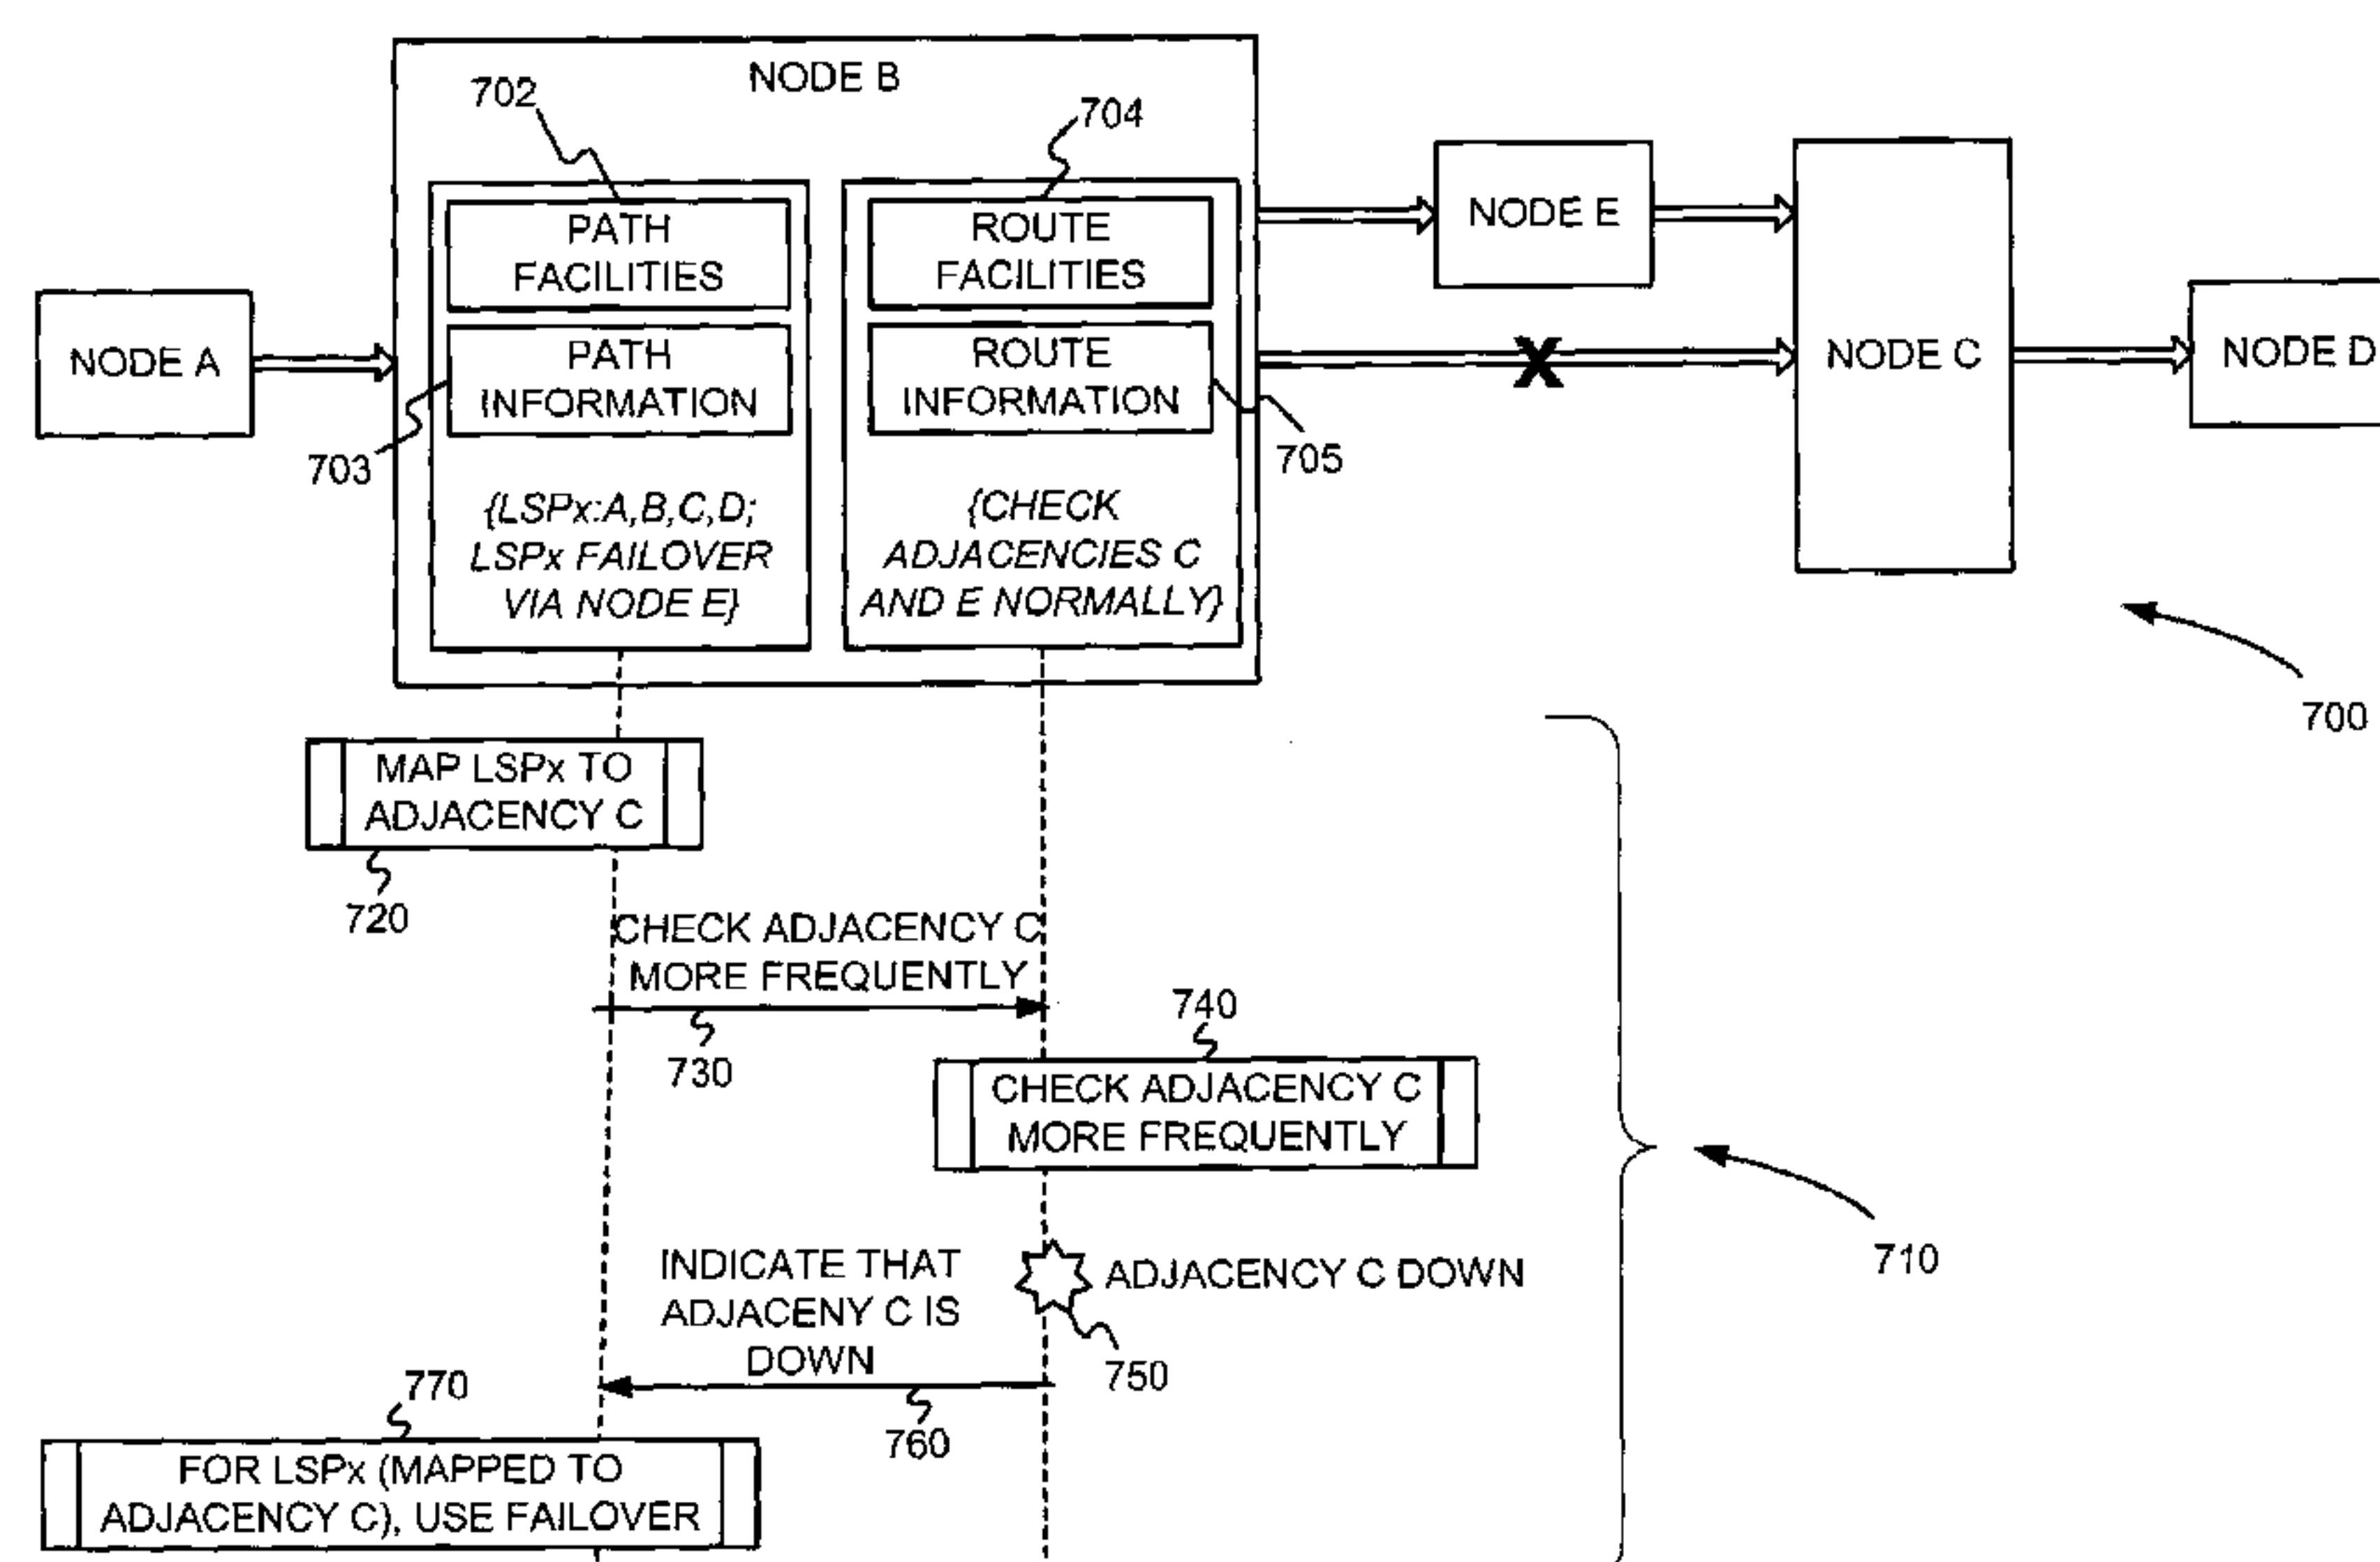 NODE B
702
704
PATH
FACILITIES
ROUTE
FACILITIES
NODE E
NODE A
PATH
INFORMATION
ROUTE
INFORMATION
NODE C
NODE D
703
705
{LSPx:A,B,C,D;
LSPx FAILOVER
VIA NODE E}
{CHECK
ADJACENCIES C
AND E NORMALLY}
700
MAP LSPx TO
ADJACENCY C
720
CHECK ADJACENCY C
MORE FREQUENTLY
730
740
CHECK ADJACENCY C
MORE FREQUENTLY
710
INDICATE THAT
ADJACENY C IS
DOWN
ADJACENCY C DOWN
750
760
770
FOR LSPx (MAPPED TO
ADJACENCY C), USE FAILOVER